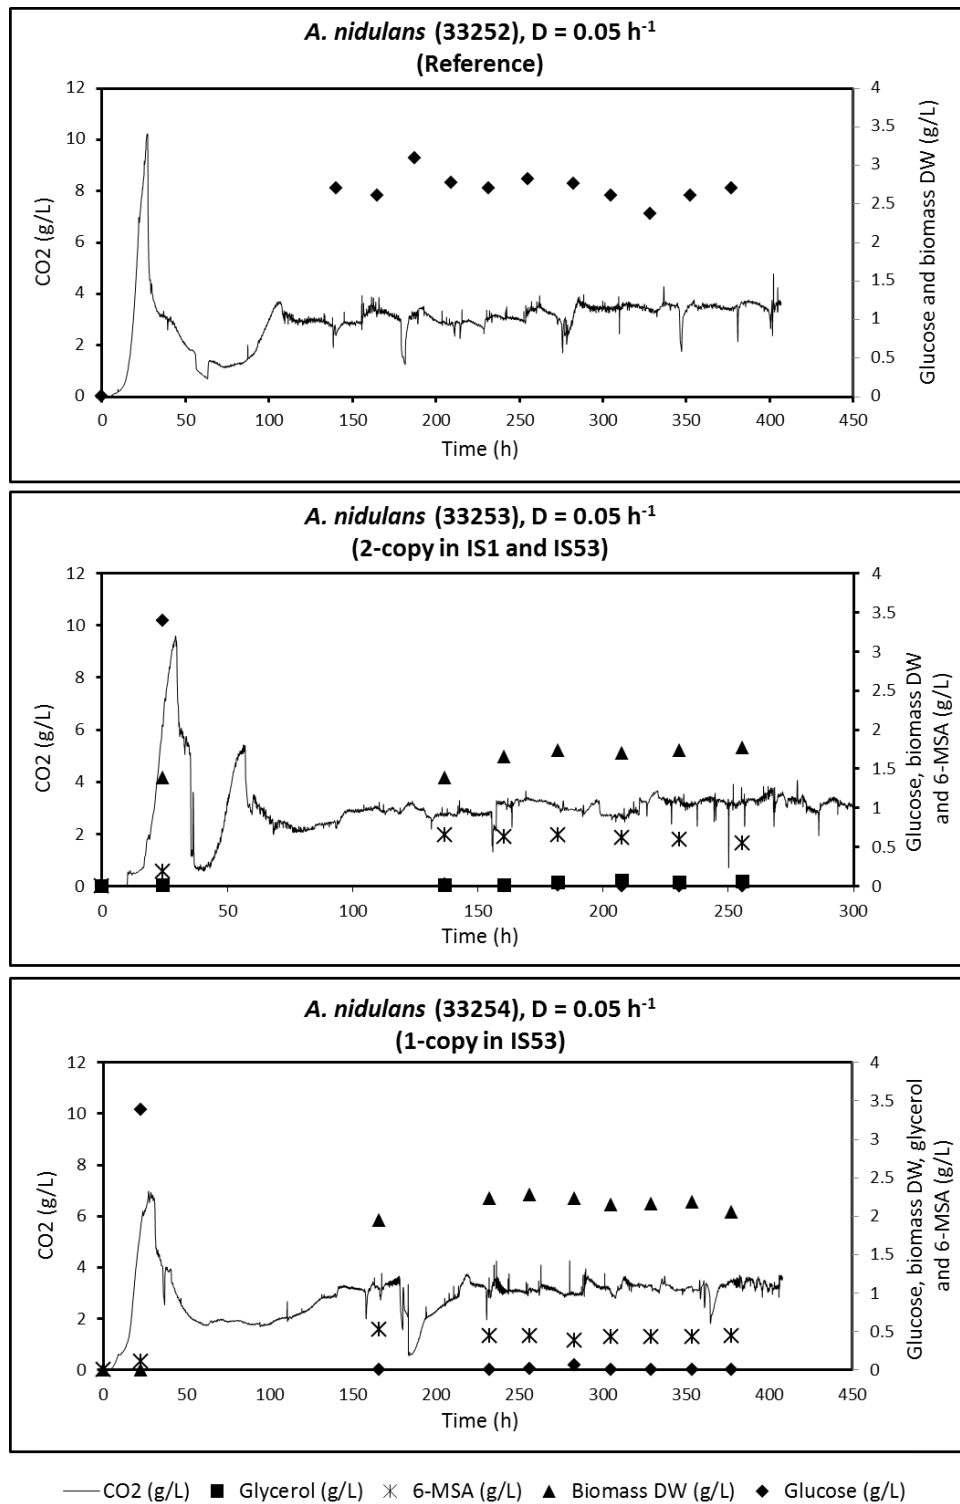 A. nidulans (33252), D = 0.05 h⁻¹
(Reference)
CO2 (g/L)
12
10
8
6
4
2
0
4
3.5
3
2.5
2
1.5
1
0.5
0
Glucose and biomass DW (g/L)
0 50 100 150 200 250 300 350 400 450
Time (h)
A. nidulans (33253), D = 0.05 h⁻¹
(2-copy in IS1 and IS53)
CO2 (g/L)
12
10
8
6
4
2
0
4
3.5
3
2.5
2
1.5
1
0.5
0
Glucose, biomass DW
and 6-MSA (g/L)
0 50 100 150 200 250 300
Time (h)
A. nidulans (33254), D = 0.05 h⁻¹
(1-copy in IS53)
CO2 (g/L)
12
10
8
6
4
2
0
4
3.5
3
2.5
2
1.5
1
0.5
0
Glucose, biomass DW, glycerol
and 6-MSA (g/L)
0 50 100 150 200 250 300 350 400 450
Time (h)
CO2 (g/L) Glycerol (g/L) 6-MSA (g/L) Biomass DW (g/L) Glucose (g/L)